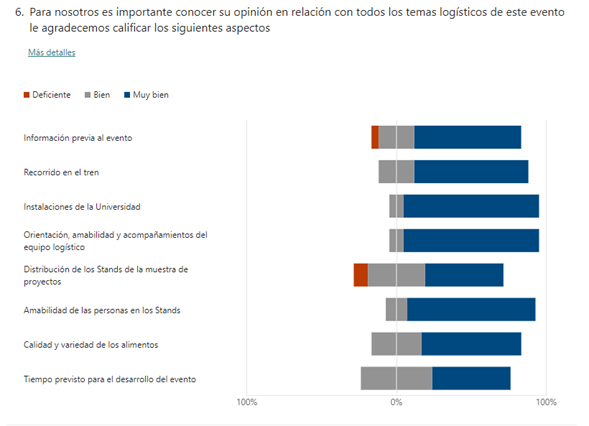 6. Para nosotros es importante conocer su opinión en relación con todos los temas logísticos de este evento
le agradecemos calificar los siguientes aspectos
Más detalles
Deficiente Bien Muy bien
Información previa al evento
Recorrido en el tren
Instalaciones de la Universidad
Orientación, amabilidad y acompañamientos del
equipo logístico
Distribución de los Stands de la muestra de
proyectos
Amabilidad de las personas en los Stands
Calidad y variedad de los alimentos
Tiempo previsto para el desarrollo del evento
100% 0% 100%